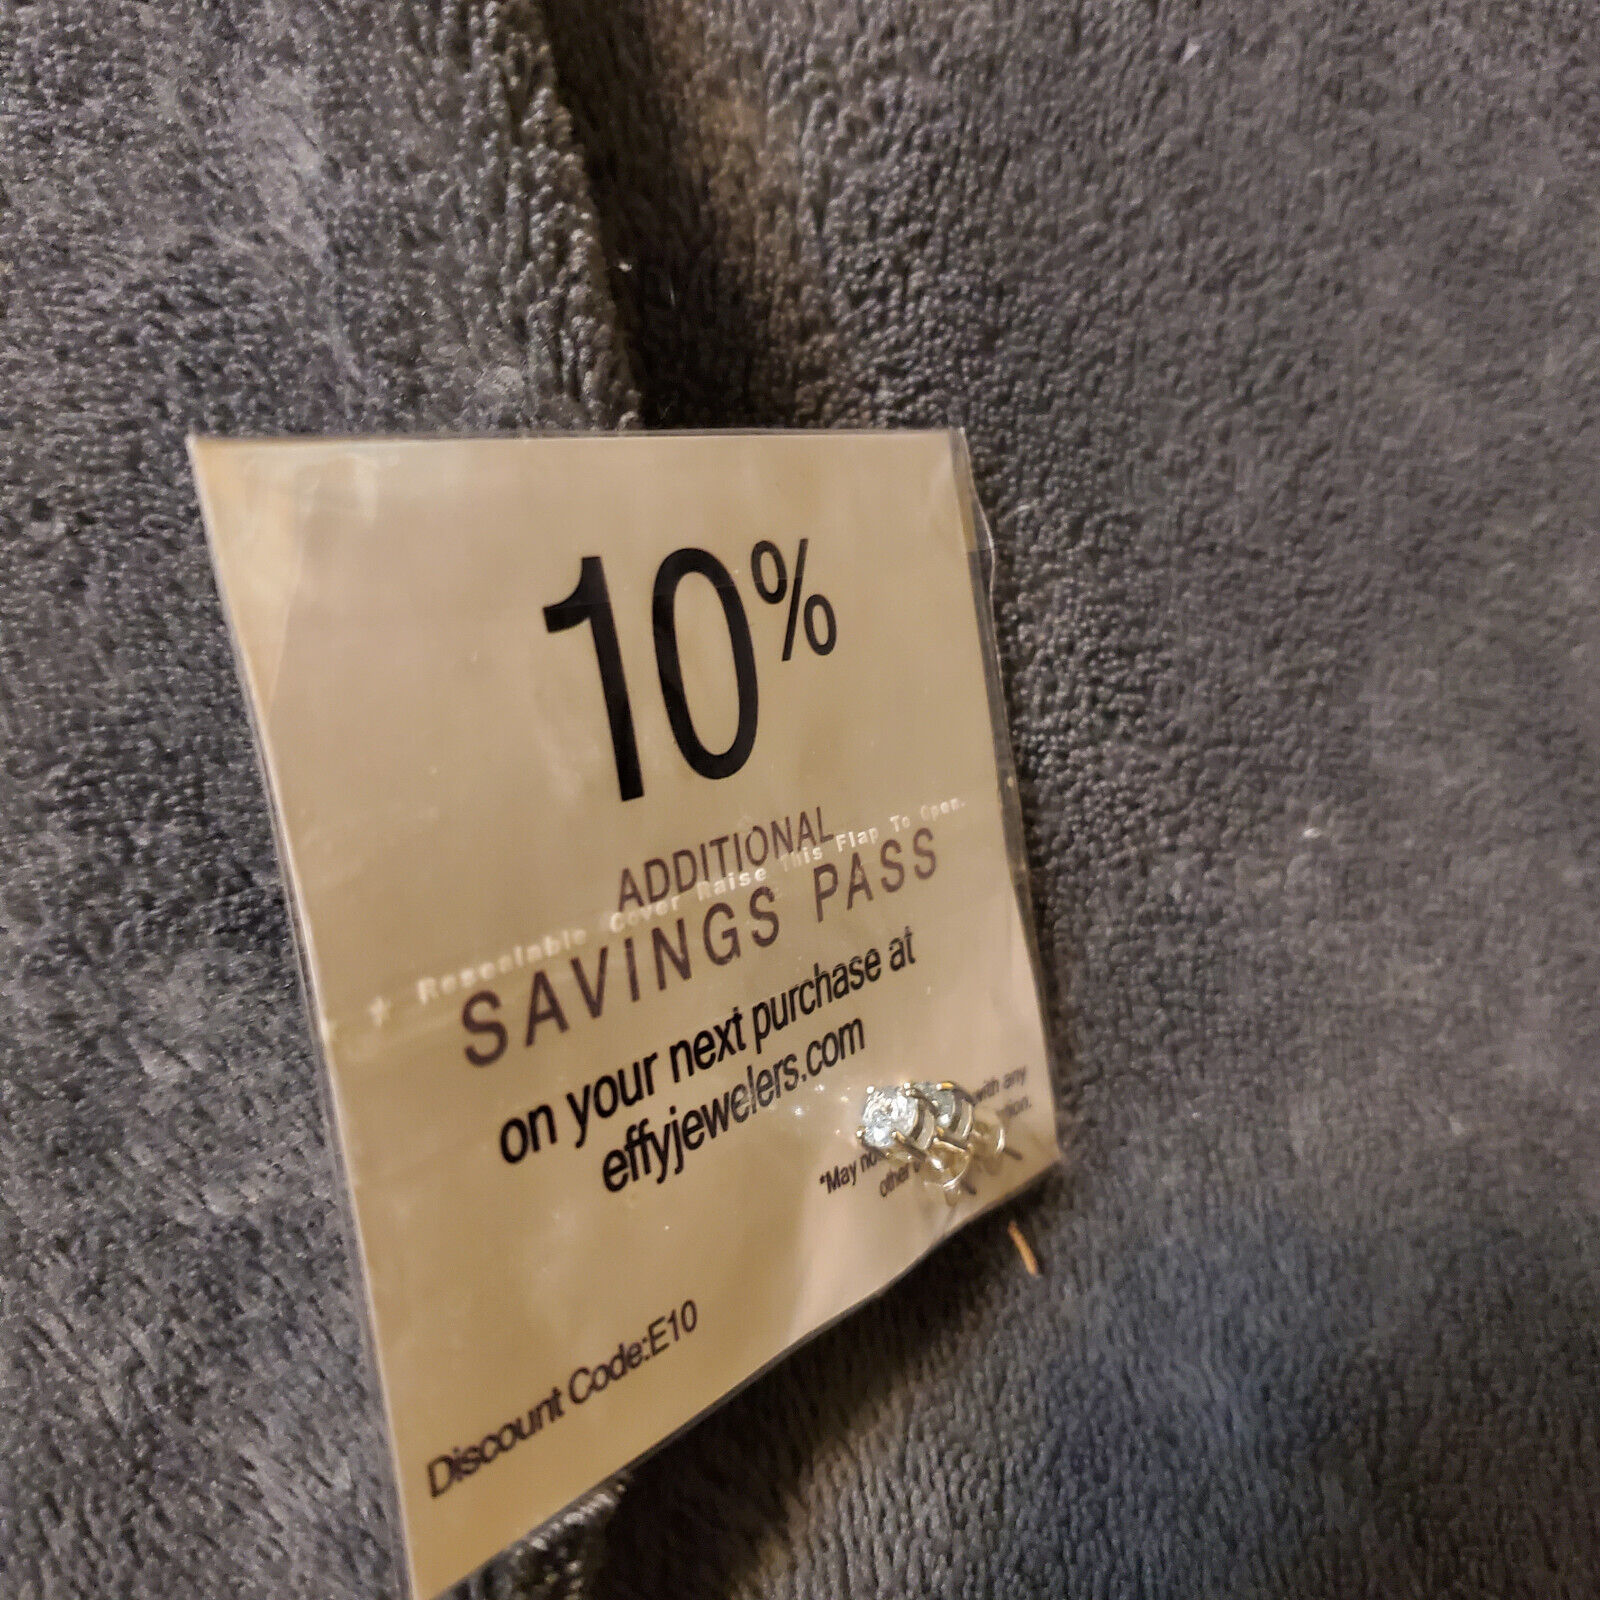 10%
ADDITIONAL
Resealable Cover Raise This Flap To Open.
SAVINGS PASS
on your next purchase at
effyjewelers.com
*May with any
other
Discount Code:E10